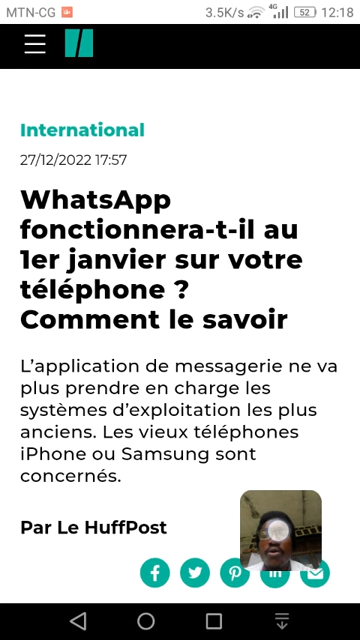 MTN-CG 3.5K/s 4G 52 12:18
International
27/12/2022 17:57
WhatsApp
fonctionnera-t-il au
1er janvier sur votre
téléphone ?
Comment le savoir
L’application de messagerie ne va
plus prendre en charge les
systèmes d’exploitation les plus
anciens. Les vieux téléphones
iPhone ou Samsung sont
concernés.
Par Le HuffPost
in